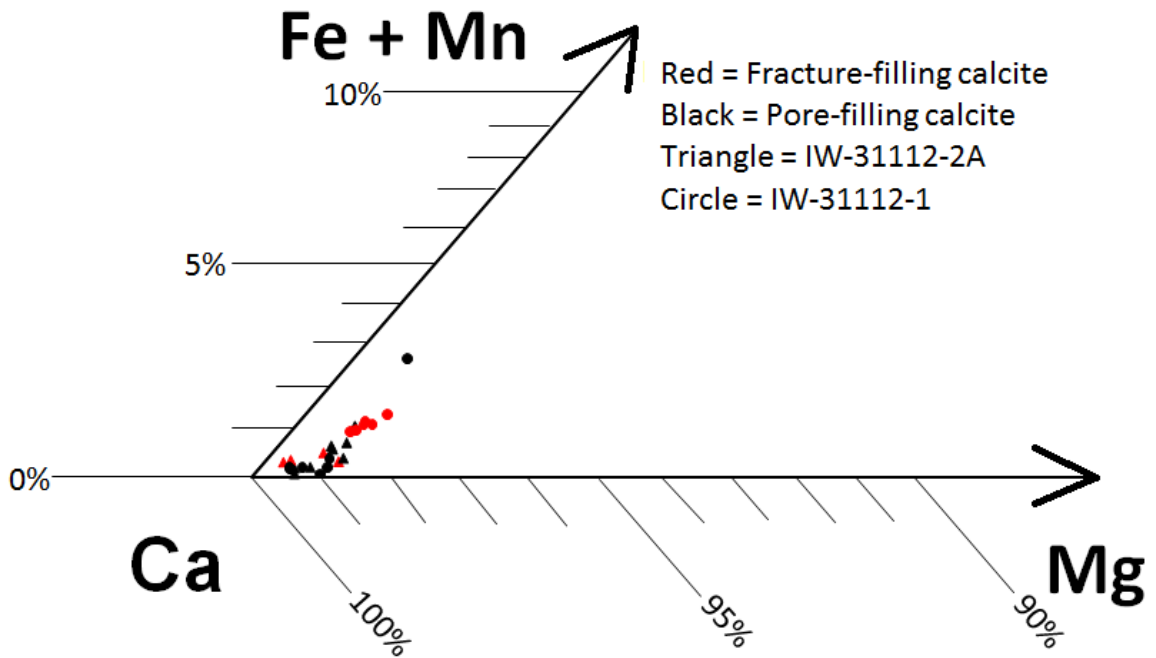 Fe + Mn
10%
Red = Fracture-filling calcite
Black = Pore-filling calcite
Triangle = IW-31112-2A
Circle = IW-31112-1
5%
0%
Ca
Mg
100%
95%
90%